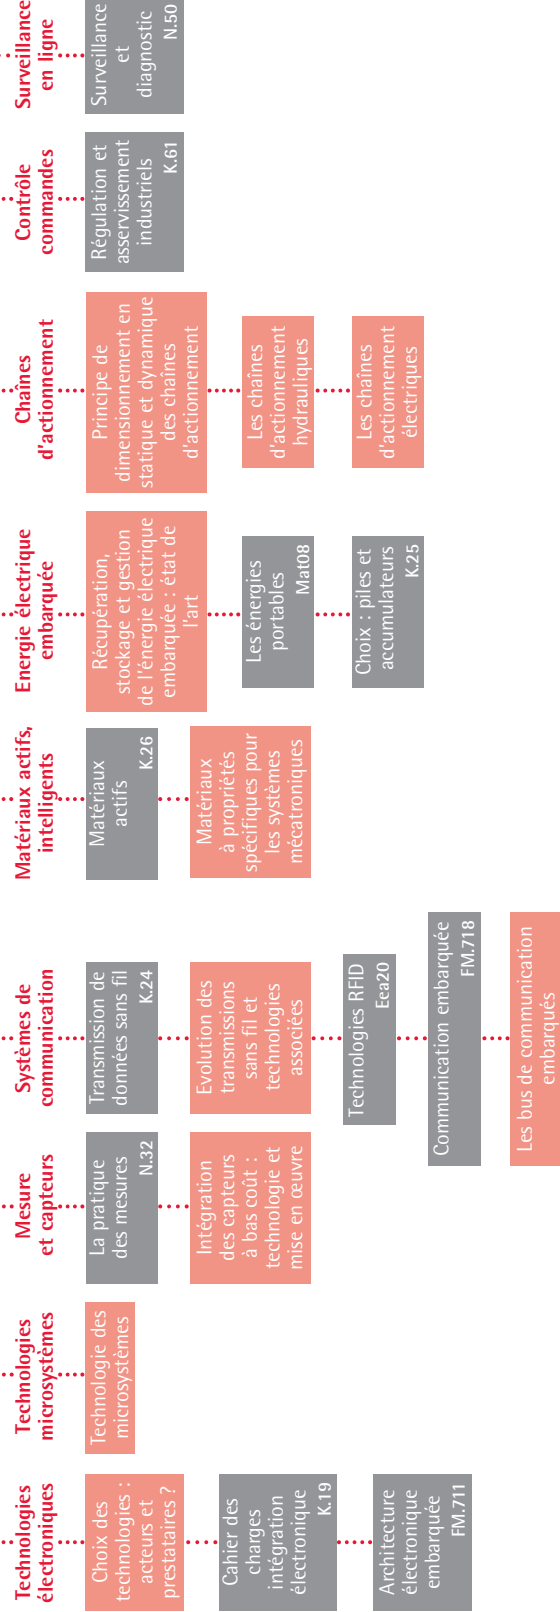 Technologies
électroniques
Choix des
technologies :
acteurs et
prestataires ?
Cahier des
charges
intégration
électronique
K.19
Architecture
électronique
embarquée
FM.711
Technologies
microsystèmes
Technologie des
microsystèmes
Mesure
et capteurs
La pratique
des mesures
N.32
Intégration
des capteurs
à bas coût :
technologie et
mise en œuvre
Systèmes de
communication
Transmission de
données sans fil
K.24
Evolution des
transmissions
sans fil et
technologies
associées
Technologies RFID
Eea20
Communication embarquée
FM.718
Les bus de communication
embarqués
Matériaux actifs,
intelligents
Matériaux
actifs
K.26
Matériaux
à propriétés
spécifiques pour
les systèmes
mécatroniques
Energie électrique
embarquée
Récupération,
stockage et gestion
de l'énergie électrique
embarquée : état de
l'art
Les énergies
portables
Mat08
Choix : piles et
accumulateurs
K.25
Chaînes
d'actionnement
Principe de
dimensionnement en
statique et dynamique
des chaînes
d'actionnement
Les chaînes
d'actionnement
hydrauliques
Les chaînes
d'actionnement
électriques
Contrôle
commandes
Régulation et
asservissement
industriels
K.61
Surveillance
en ligne
Surveillance
et
diagnostic
N.50